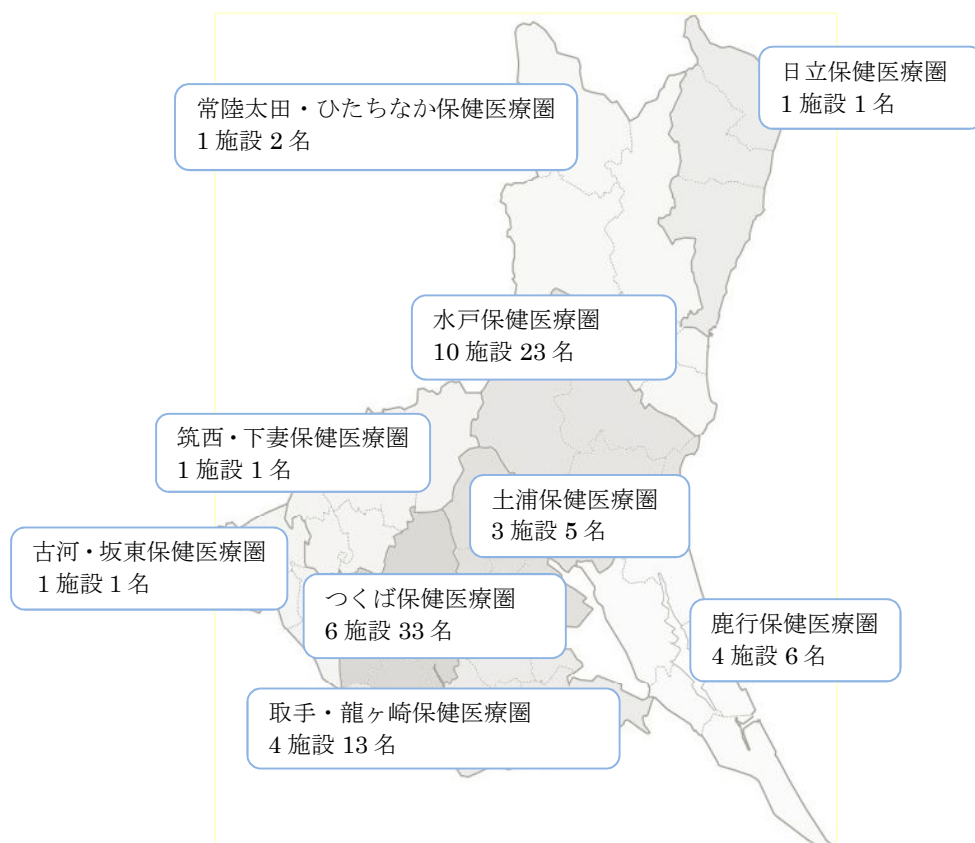 日立保健医療圏
1 施設 1 名
常陸太田・ひたちなか保健医療圏
1 施設 2 名
水戸保健医療圏
10 施設 23 名
筑西・下妻保健医療圏
1 施設 1 名
土浦保健医療圏
3 施設 5 名
古河・坂東保健医療圏
1 施設 1 名
つくば保健医療圏
6 施設 33 名
鹿行保健医療圏
4 施設 6 名
取手・龍ヶ崎保健医療圏
4 施設 13 名